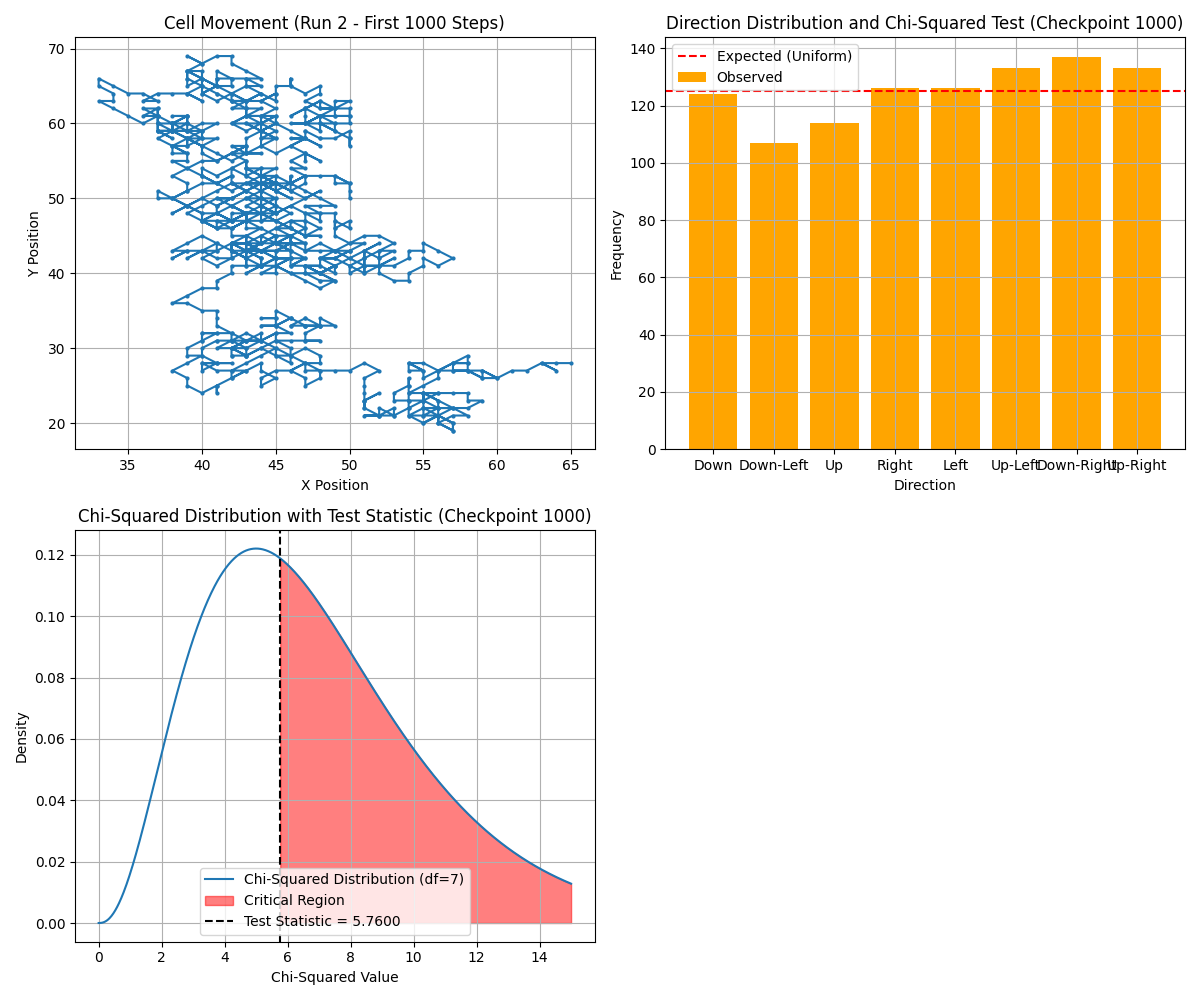 Cell Movement (Run 2 - First 1000 Steps)
70
60
50
40
30
20
Y Position
35 40 45 50 55 60 65
X Position
Direction Distribution and Chi-Squared Test (Checkpoint 1000)
Expected (Uniform)
Observed
140
120
100
80
60
40
20
0
Frequency
Down Down-Left Up Right Left Up-Left Down-Right Up-Right
Direction
Chi-Squared Distribution with Test Statistic (Checkpoint 1000)
0.12
0.10
0.08
0.06
0.04
0.02
0.00
Density
Chi-Squared Distribution (df=7)
Critical Region
Test Statistic = 5.7600
0 2 4 6 8 10 12 14
Chi-Squared Value